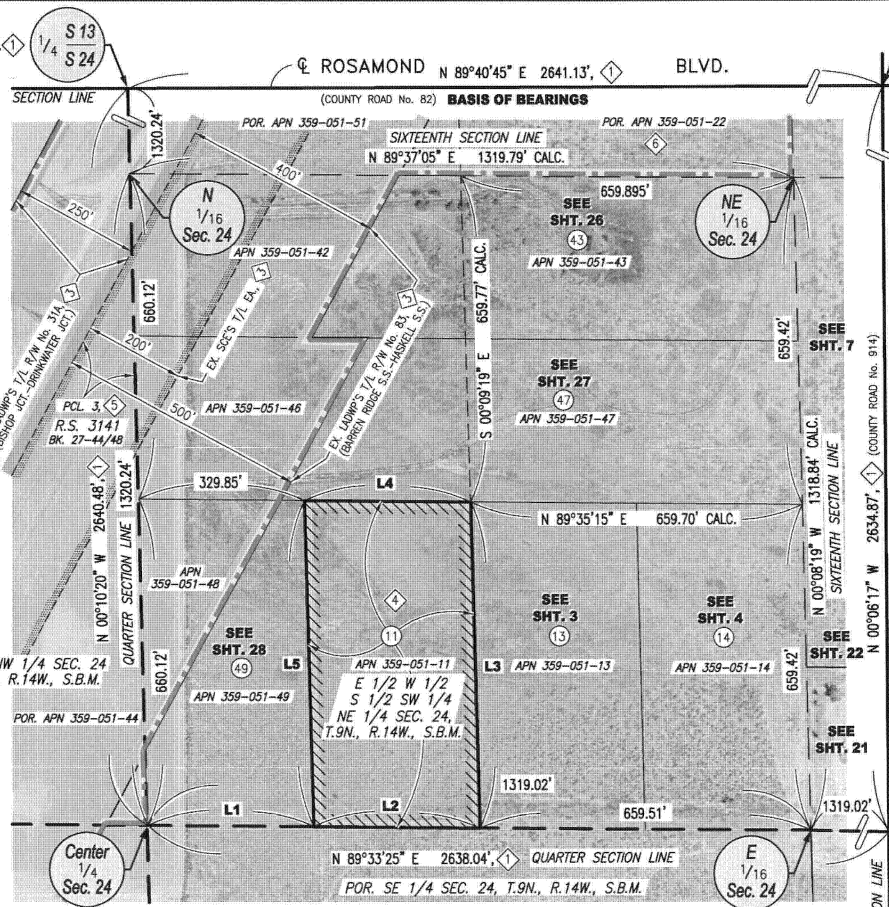 1
1/4 S 13
S 24
℄ ROSAMOND N 89°40'45" E 2641.13', 1 BLVD.
SECTION LINE
(COUNTY ROAD No. 82) BASIS OF BEARINGS
POR. APN 359-051-51
POR. APN 359-051-22
SIXTEENTH SECTION LINE
6
N 89°37'05" E 1319.79' CALC.
1320.24'
400'
659.895'
N
1/16
Sec. 24
NE
1/16
Sec. 24
250'
SEE
SHT. 26
43
APN 359-051-43
APN 359-051-42
3
3
3
LADWP'S T/L R/W No. 31A,
(BISHOP JCT.-DRINKWATER JCT.)
660.12'
EX. SCE'S T/L EA.,
S 00°09'19" E 659.77' CALC.
659.42'
SEE
SHT. 7
200'
SEE
SHT. 27
47
APN 359-051-47
PCL. 3, 5
R.S. 3141
BK. 27-44/48
500'
APN 359-051-46
EX. LADWP'S T/L R/W No. 83,
(BARREN RIDGE S.S.-HASKELL S.S.)
(COUNTY ROAD No. 914)
N 00°06'17" W 2634.87', 1
N 00°10'20" W 2640.48', 1
QUARTER SECTION LINE 1320.24'
329.85'
L4
N 89°35'15" E 659.70' CALC.
N 00°08'19" W 1318.84' CALC.
SIXTEENTH SECTION LINE
APN
359-051-48
4
SEE
SHT. 28
49
APN 359-051-49
L5
11
APN 359-051-11
E 1/2 W 1/2
S 1/2 SW 1/4
NE 1/4 SEC. 24,
T.9N., R.14W., S.B.M.
L3
SEE
SHT. 3
13
APN 359-051-13
SEE
SHT. 4
14
APN 359-051-14
SEE
SHT. 22
NW 1/4 SEC. 24
R.14W., S.B.M.
660.12'
659.42'
POR. APN 359-051-44
SEE
SHT. 21
1319.02'
L1
L2
659.51'
1319.02'
Center
1/4
Sec. 24
N 89°33'25" E 2638.04', 1 QUARTER SECTION LINE
E
1/16
Sec. 24
POR. SE 1/4 SEC. 24, T.9N., R.14W., S.B.M.
ON LINE